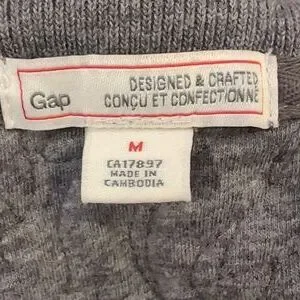 Gap
DESIGNED & CRAFTED
CONÇU ET CONFECTIONNÉ
M
CA17897
MADE IN
CAMBODIA